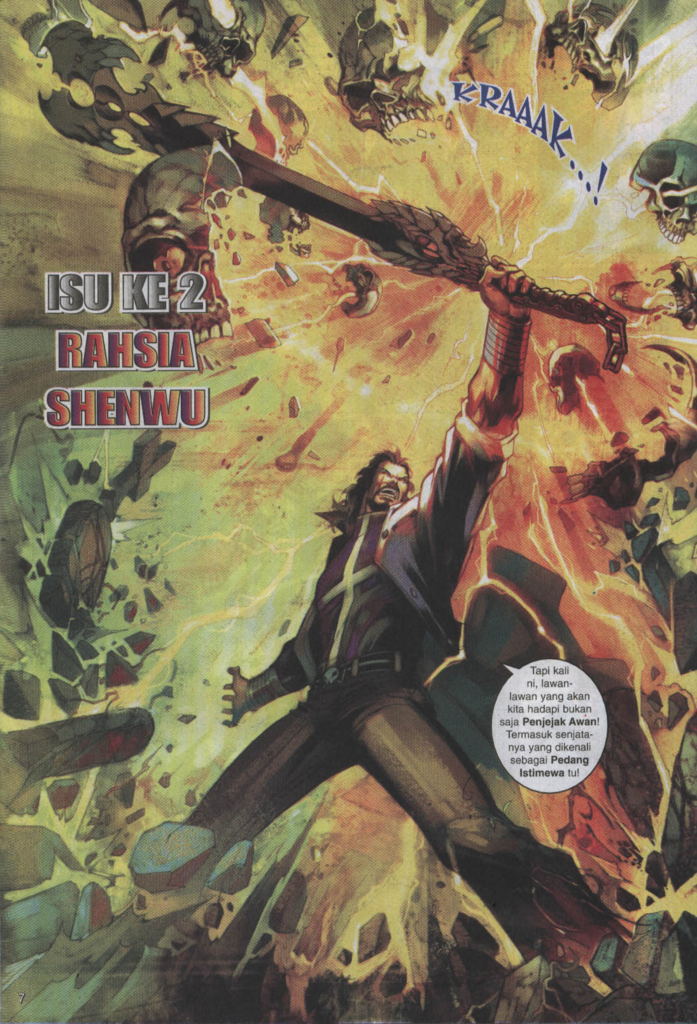 KRAAAK...!
ISU KE 2
RAHSIA
SHENWU
Tapi kali
ni, lawan-
lawan yang akan
kita hadapi bukan
saja Penjejak Awan!
Termasuk senjata-
nya yang dikenali
sebagai Pedang
Istimewa tu!
7